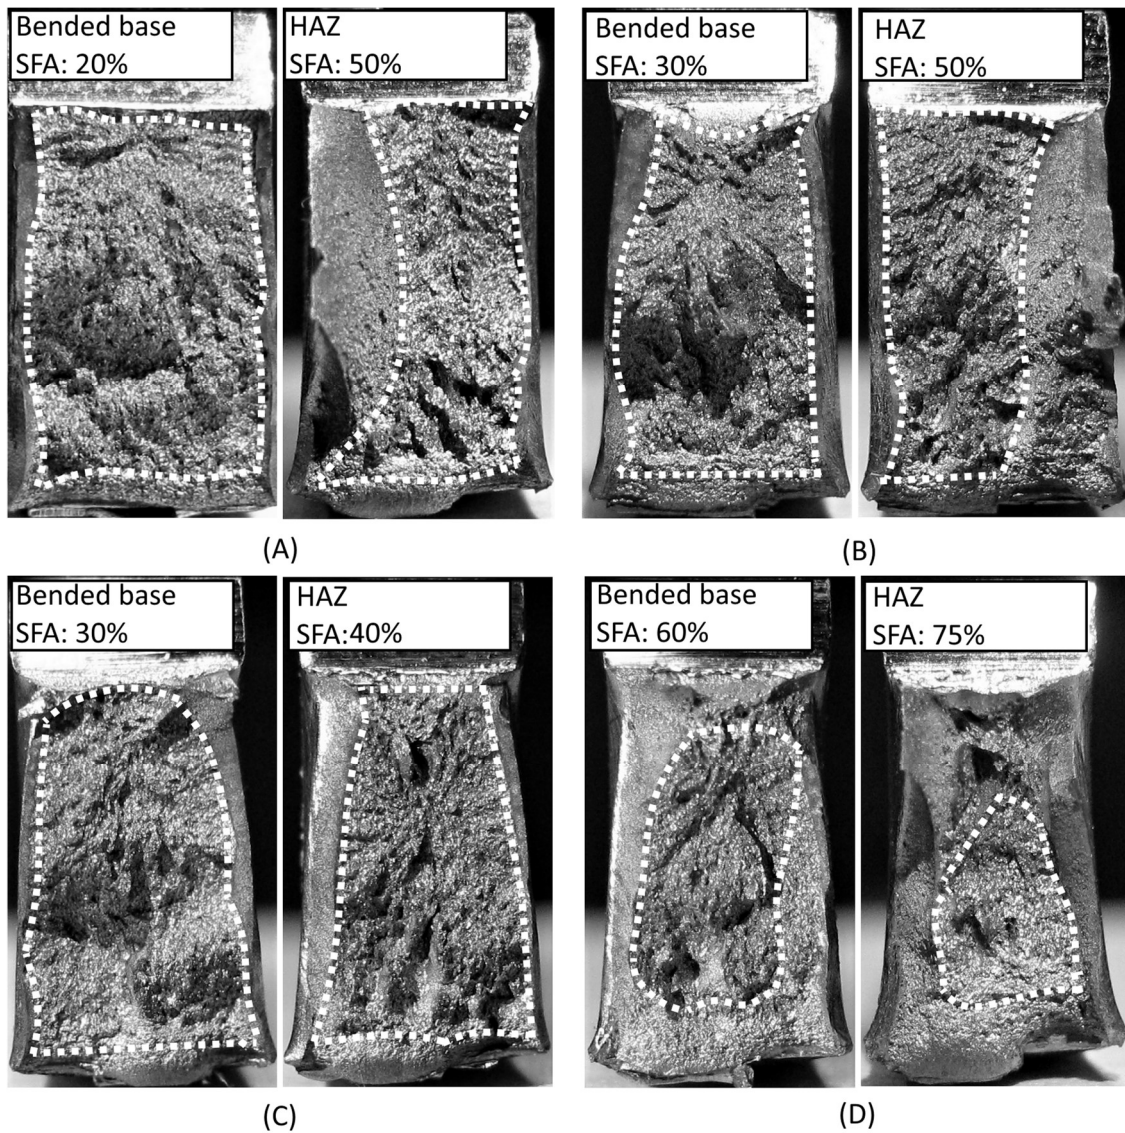 Bended base
SFA: 20%
HAZ
SFA: 50%
Bended base
SFA: 30%
HAZ
SFA: 50%
(A)
(B)
Bended base
SFA: 30%
HAZ
SFA:40%
Bended base
SFA: 60%
HAZ
SFA: 75%
(C)
(D)